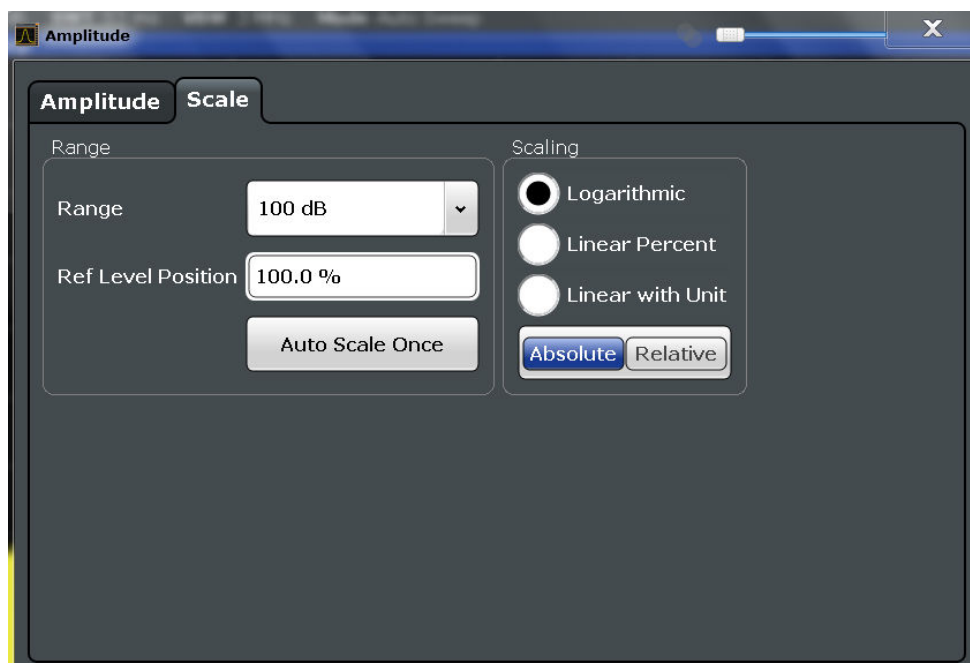 Amplitude
X
Amplitude
Scale
Range
Range
100 dB
Ref Level Position
100.0 %
Auto Scale Once
Scaling
Logarithmic
Linear Percent
Linear with Unit
Absolute
Relative